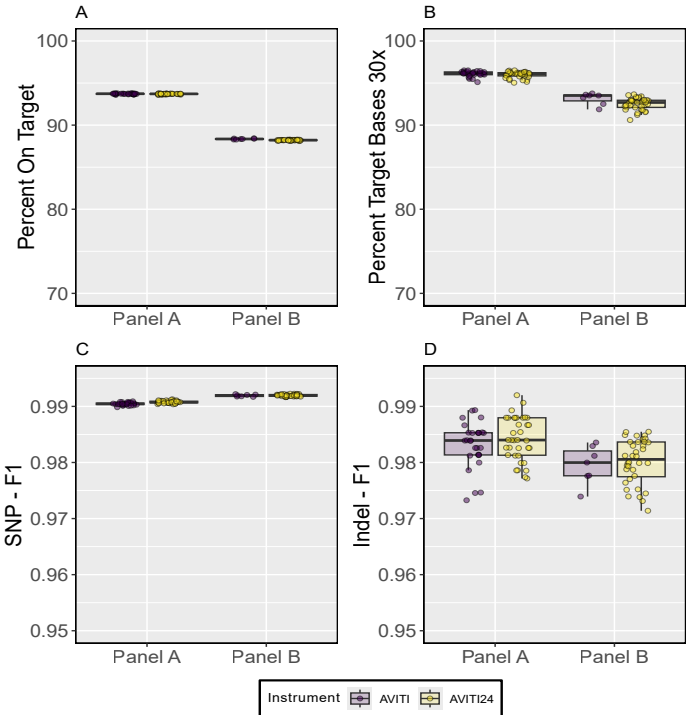 A
Percent On Target
100
90
80
70
Panel A Panel B
B
Percent Target Bases 30x
100
90
80
70
Panel A Panel B
C
SNP - F1
0.99
0.98
0.97
0.96
0.95
Panel A Panel B
D
Indel - F1
0.99
0.98
0.97
0.96
0.95
Panel A Panel B
Instrument AVITI AVITI24